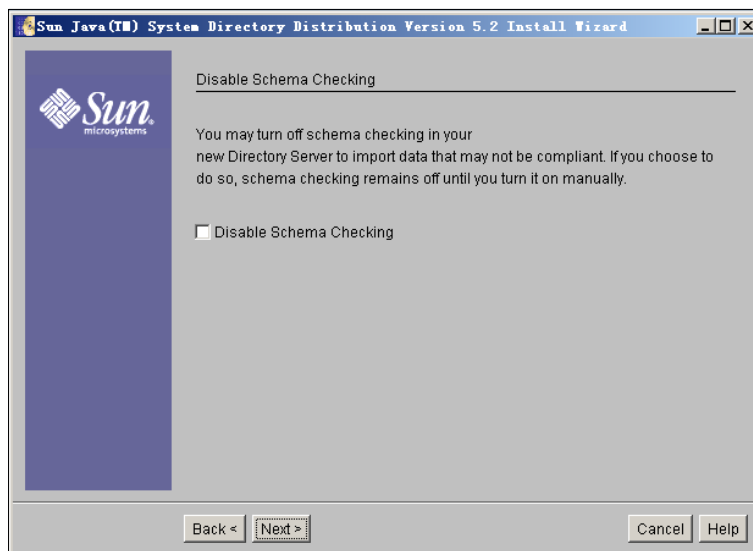 Sun Java(TM) System Directory Distribution Version 5.2 Install Wizard
Sun.
microsystems
Disable Schema Checking
You may turn off schema checking in your
new Directory Server to import data that may not be compliant. If you choose to
do so, schema checking remains off until you turn it on manually.
Disable Schema Checking
Back < Next > Cancel Help